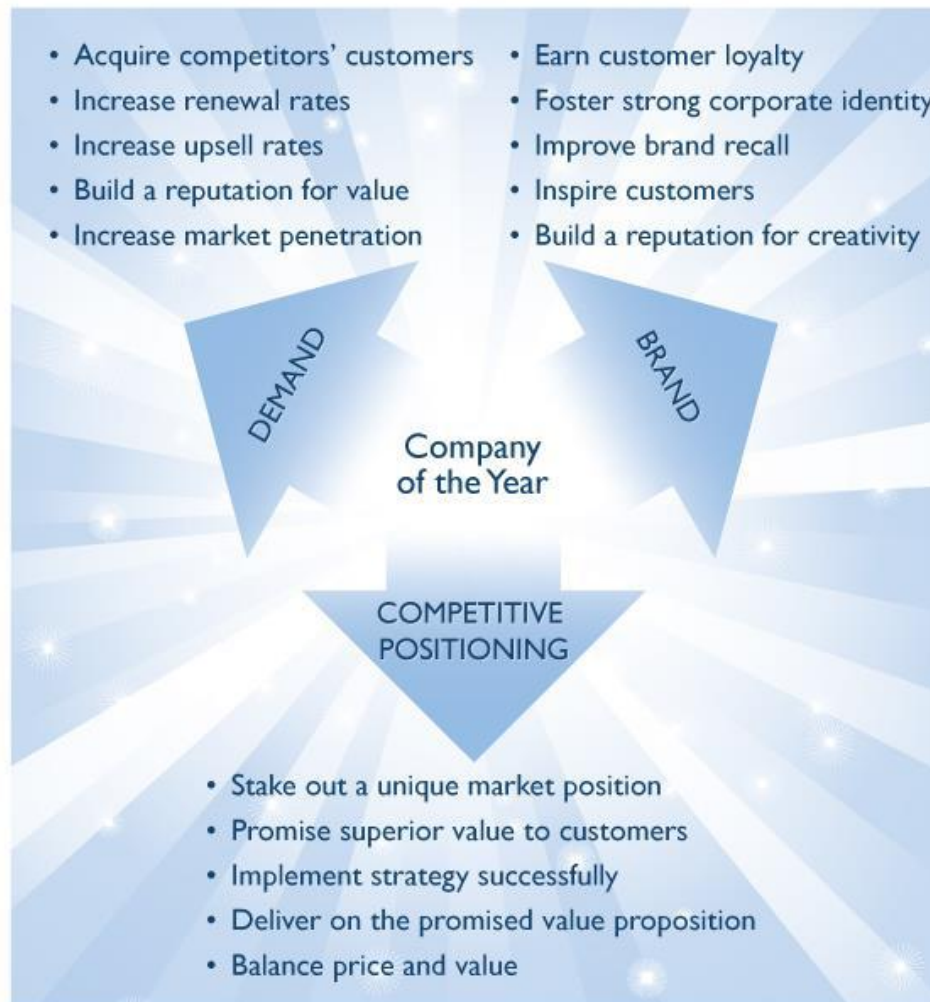 • Acquire competitors' customers
• Increase renewal rates
• Increase upsell rates
• Build a reputation for value
• Increase market penetration
• Earn customer loyalty
• Foster strong corporate identity
• Improve brand recall
• Inspire customers
• Build a reputation for creativity
DEMAND
BRAND
Company
of the Year
COMPETITIVE
POSITIONING
• Stake out a unique market position
• Promise superior value to customers
• Implement strategy successfully
• Deliver on the promised value proposition
• Balance price and value